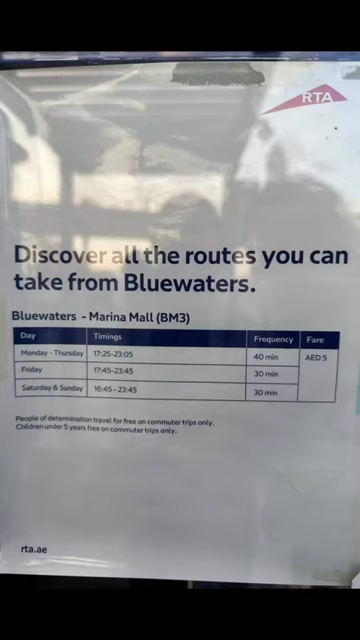 RTA
Discover all the routes you can
take from Bluewaters.
Bluewaters - Marina Mall (BM3)
Day Timings Frequency Fare
Monday - Thursday 17:25-23:05 40 min AED 5
Friday 17:45-23:45 30 min
Saturday & Sunday 16:45 - 23:45 30 min
People of determination travel for free on commuter trips only.
Children under 5 years free on commuter trips only.
rta.ae